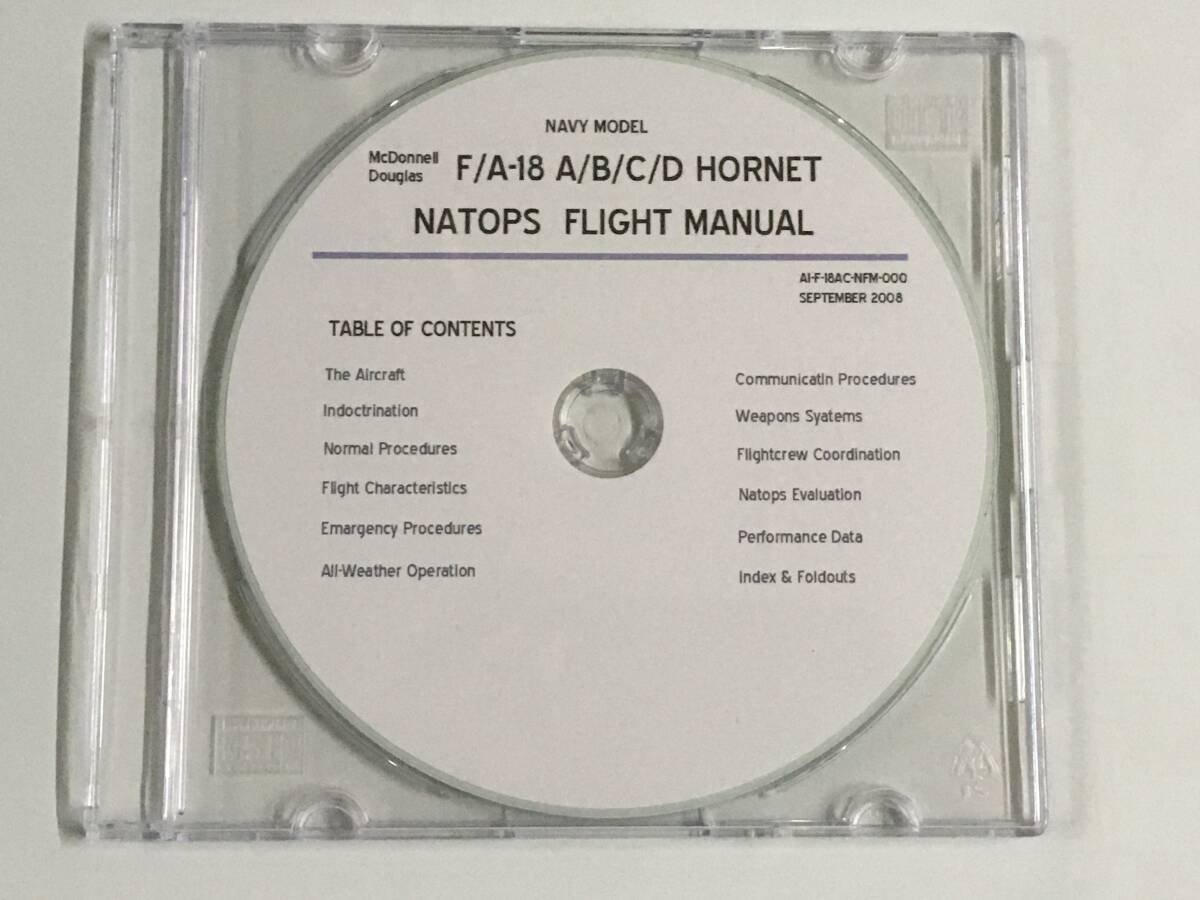 NAVY MODEL
McDonnell
Douglas
F/A-18 A/B/C/D HORNET
NATOPS FLIGHT MANUAL
A1-F-18AC-NFM-000
SEPTEMBER 2008
TABLE OF CONTENTS
The Aircraft
Indoctrination
Normal Procedures
Flight Characteristics
Emargency Procedures
All-Weather Operation
Communicatin Procedures
Weapons Syatems
Flightcrew Coordination
Natops Evaluation
Performance Data
Index & Foldouts